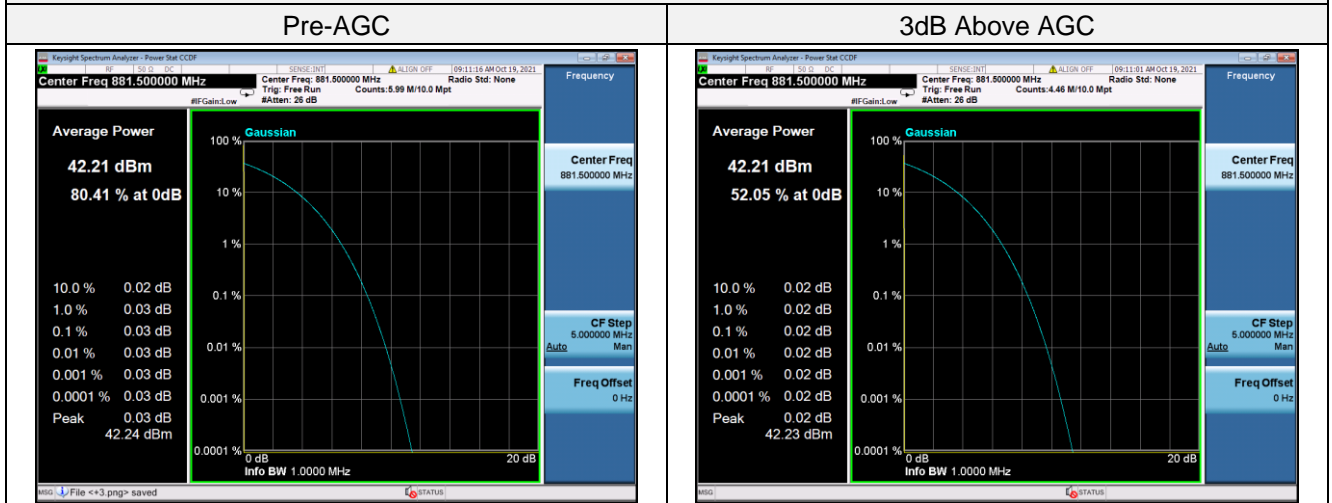 Pre-AGC
3dB Above AGC
Keysight Spectrum Analyzer - Power Stat CCDF
RF 50 Ω DC SENSE:INT ALIGN OFF 09:11:16 AM Oct 19, 2021
Center Freq 881.500000 MHz
Center Freq: 881.500000 MHz Radio Std: None
Trig: Free Run Counts:5.99 M/10.0 Mpt
#IFGain:Low #Atten: 26 dB
Average Power
42.21 dBm
80.41 % at 0dB
10.0 % 0.02 dB
1.0 % 0.03 dB
0.1 % 0.03 dB
0.01 % 0.03 dB
0.001 % 0.03 dB
0.0001 % 0.03 dB
Peak 0.03 dB
42.24 dBm
Gaussian
100 %
10 %
1 %
0.1 %
0.01 %
0.001 %
0.0001 %
0 dB 20 dB
Info BW 1.0000 MHz
Frequency
Center Freq
881.500000 MHz
CF Step
5.000000 MHz
Auto Man
Freq Offset
0 Hz
MSG File <+3.png> saved STATUS
Keysight Spectrum Analyzer - Power Stat CCDF
RF 50 Ω DC SENSE:INT ALIGN OFF 09:11:01 AM Oct 19, 2021
Center Freq 881.500000 MHz
Center Freq: 881.500000 MHz Radio Std: None
Trig: Free Run Counts:4.46 M/10.0 Mpt
#IFGain:Low #Atten: 26 dB
Average Power
42.21 dBm
52.05 % at 0dB
10.0 % 0.02 dB
1.0 % 0.02 dB
0.1 % 0.02 dB
0.01 % 0.02 dB
0.001 % 0.02 dB
0.0001 % 0.02 dB
Peak 0.02 dB
42.23 dBm
Gaussian
100 %
10 %
1 %
0.1 %
0.01 %
0.001 %
0.0001 %
0 dB 20 dB
Info BW 1.0000 MHz
Frequency
Center Freq
881.500000 MHz
CF Step
5.000000 MHz
Auto Man
Freq Offset
0 Hz
MSG STATUS